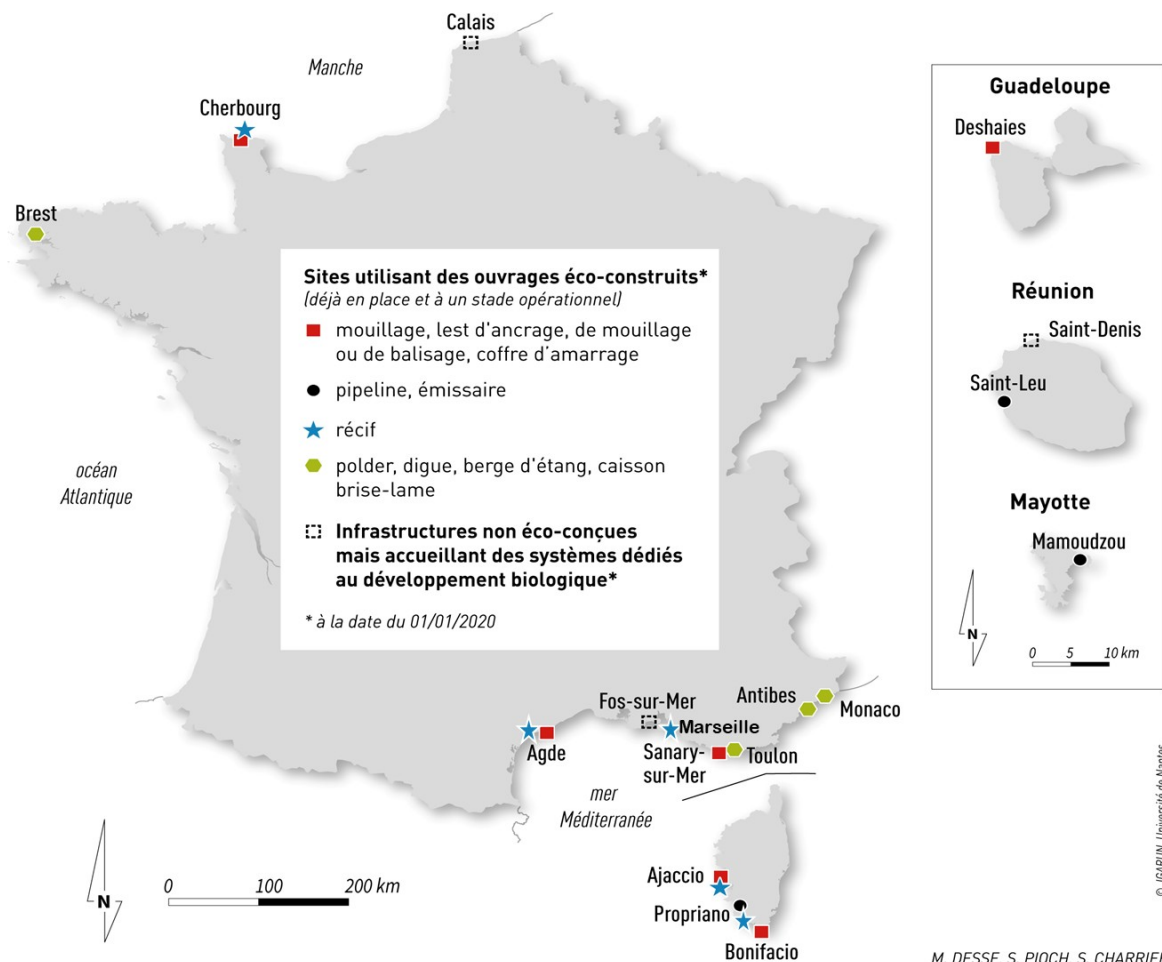 Calais
Manche
Cherbourg
Brest
Sites utilisant des ouvrages éco-construits*
(déjà en place et à un stade opérationnel)
mouillage, lest d'ancrage, de mouillage
ou de balisage, coffre d'amarrage
pipeline, émissaire
récif
polder, digue, berge d'étang, caisson
brise-lame
Infrastructures non éco-conçues
mais accueillant des systèmes dédiés
au développement biologique*
* à la date du 01/01/2020
océan
Atlantique
Fos-sur-Mer
Marseille
Antibes
Monaco
Agde
Sanary-
sur-Mer
Toulon
mer
Méditerranée
Ajaccio
Propriano
Bonifacio
N
0 100 200 km
Guadeloupe
Deshaies
Réunion
Saint-Denis
Saint-Leu
Mayotte
Mamoudzou
N
0 5 10 km
© IGARUN, Université de Nantes
M. DESSE, S. PIOCH, S. CHARRIER